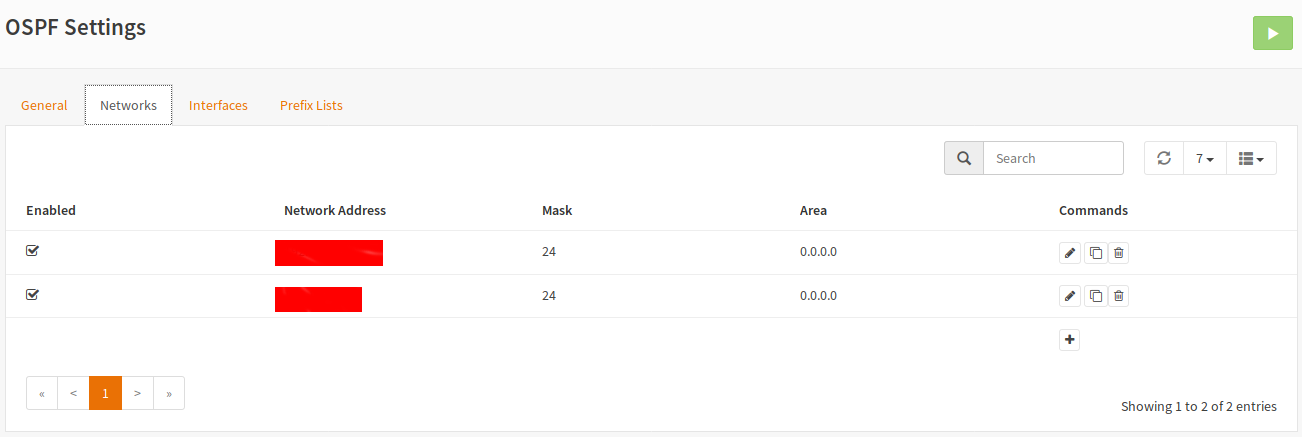 OSPF Settings
General Networks Interfaces Prefix Lists
Search 7
Enabled Network Address Mask Area Commands
24 0.0.0.0
24 0.0.0.0
« < 1 > »
Showing 1 to 2 of 2 entries